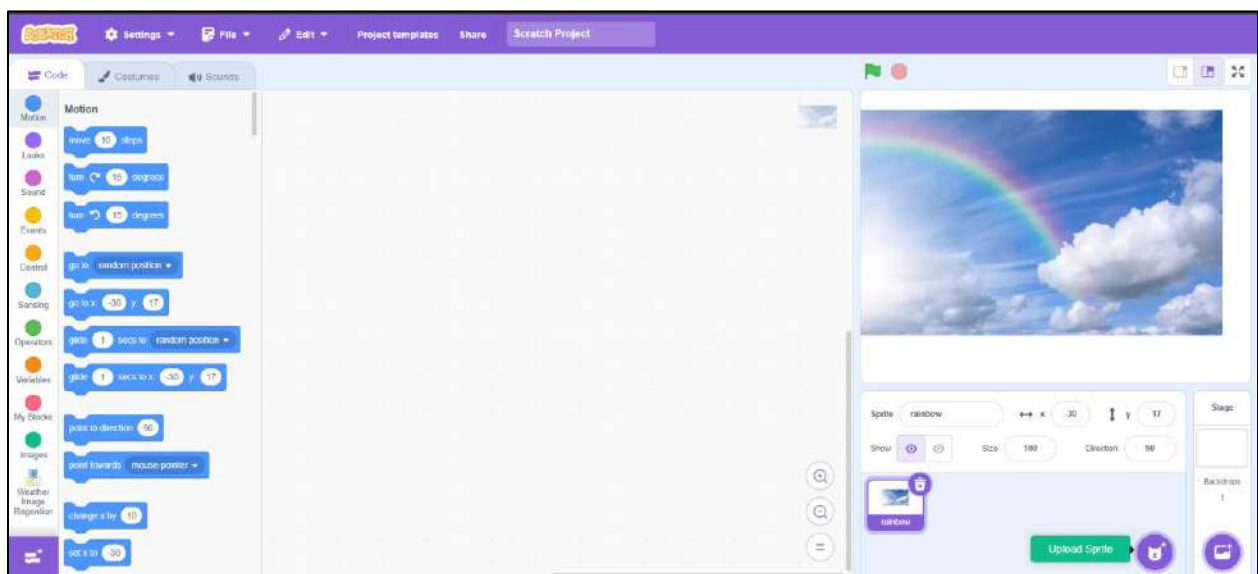 SCRATCH Settings File Edit Project templates Share Scratch Project
Code Costumes Sounds
Motion
Looks
Sound
Events
Control
Sensing
Operators
Variables
My Blocks
Images
Weather
Image
Motion
move 10 steps
turn 15 degrees
turn 15 degrees
go to random position
go to x: -30 y: 17
glide 1 secs to random position
glide 1 secs to x: -30 y: 17
point in direction 90
point towards mouse-pointer
change x by 10
set x to -30
Sprite rainbow x -30 y 17
Show Size 100 Direction 90
rainbow
Upload Sprite
Stage
Backdrops
1